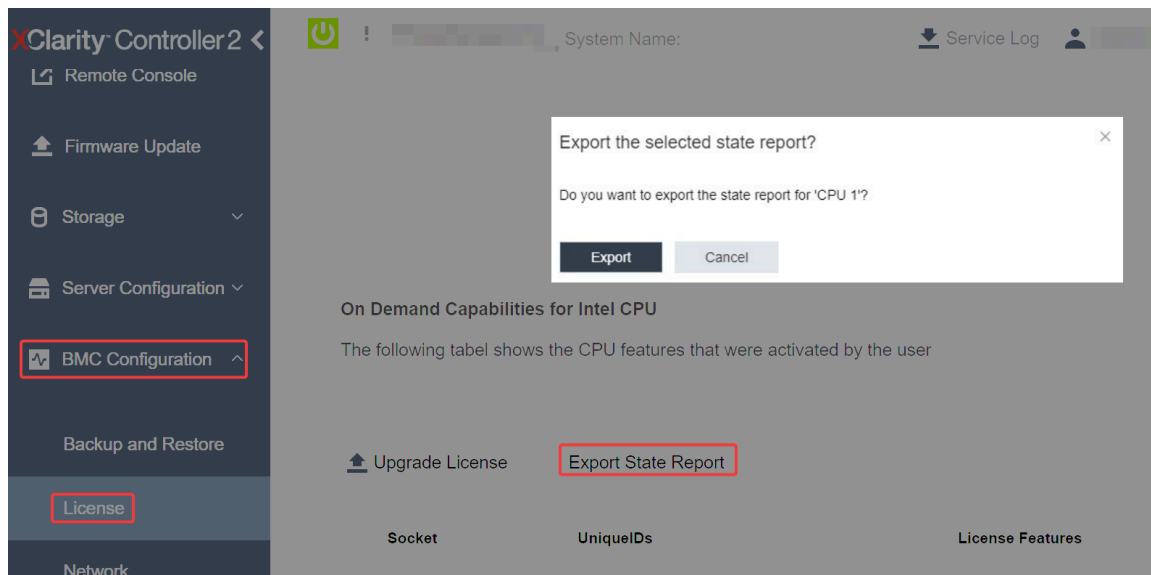 XClarity™ Controller 2
Remote Console
Firmware Update
Storage
Server Configuration
BMC Configuration
Backup and Restore
License
Network
System Name:
Service Log
Export the selected state report?
Do you want to export the state report for 'CPU 1'?
Export Cancel
On Demand Capabilities for Intel CPU
The following tabel shows the CPU features that were activated by the user
Upgrade License Export State Report
Socket UniqueIDs License Features